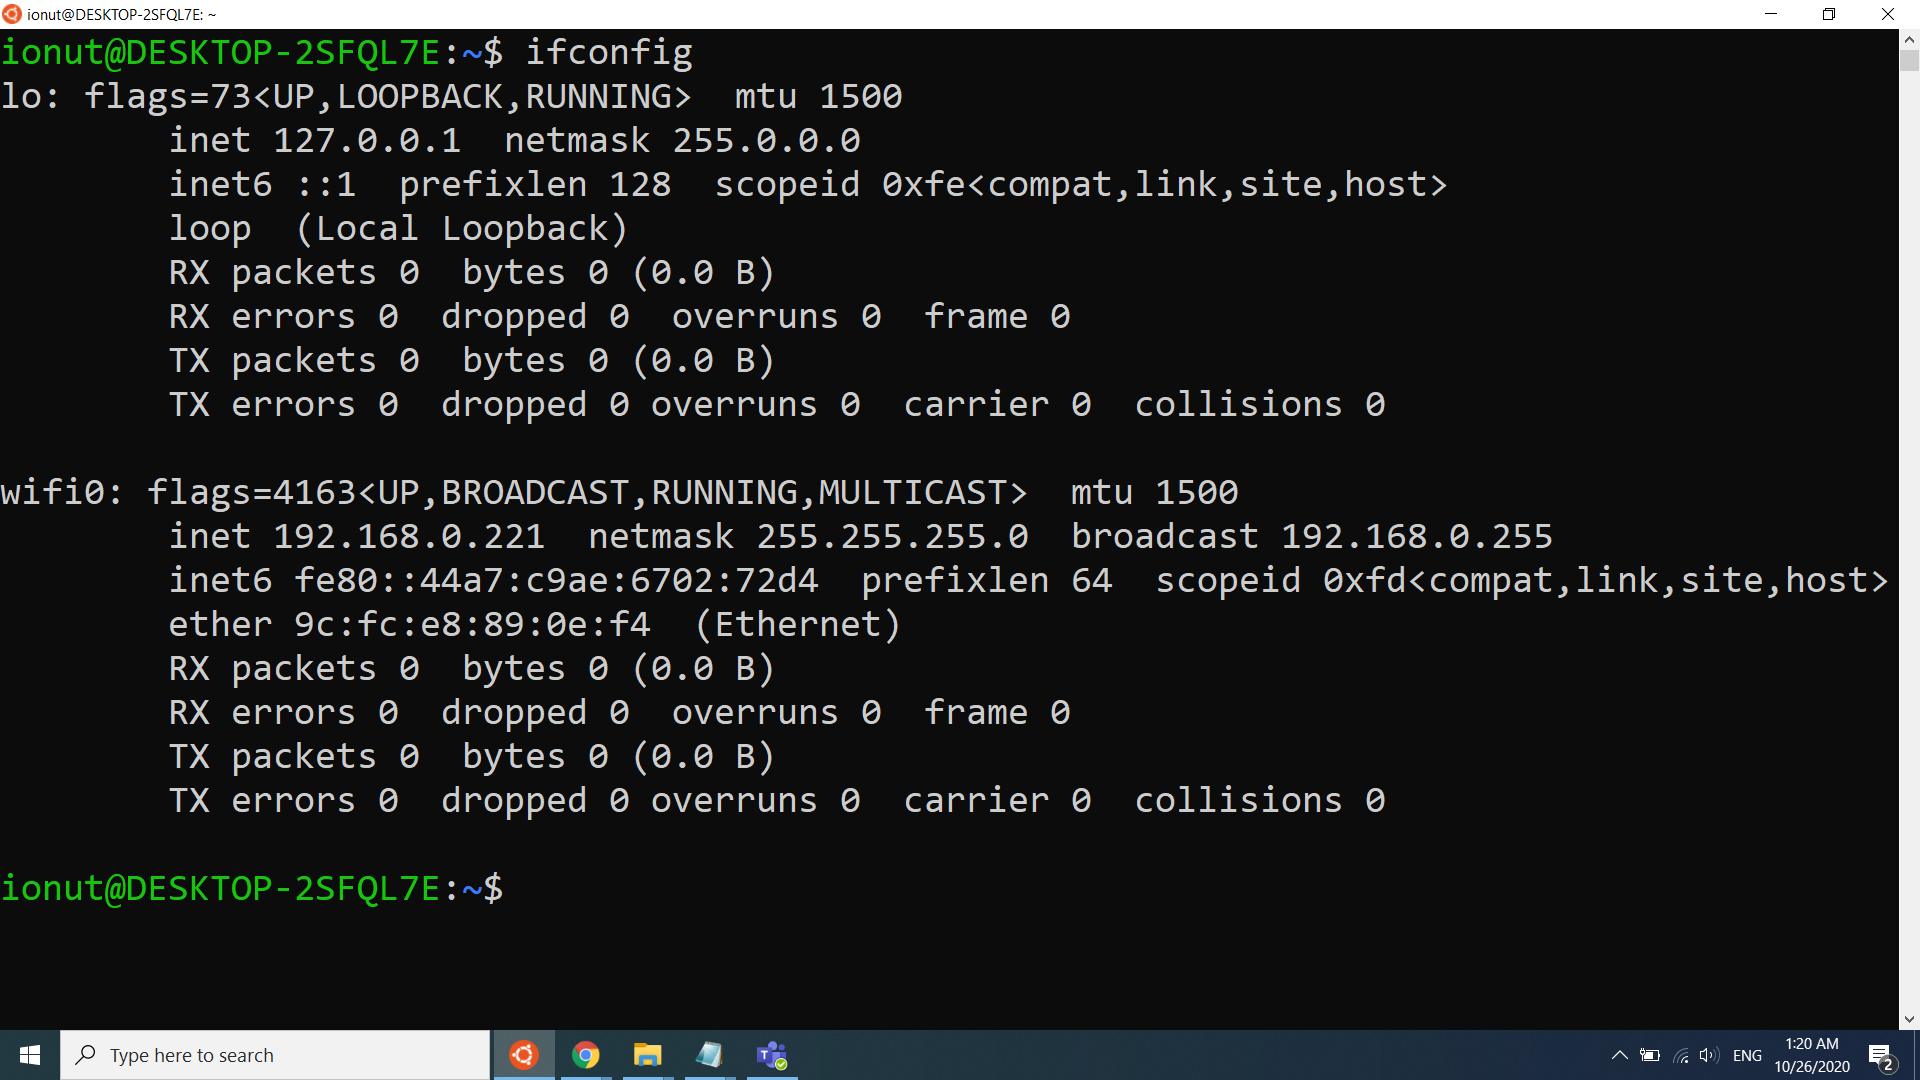 ionut@DESKTOP-2SFQL7E: ~
ionut@DESKTOP-2SFQL7E:~$ ifconfig
lo: flags=73<UP,LOOPBACK,RUNNING>  mtu 1500
        inet 127.0.0.1  netmask 255.0.0.0
        inet6 ::1  prefixlen 128  scopeid 0xfe<compat,link,site,host>
        loop  (Local Loopback)
        RX packets 0  bytes 0 (0.0 B)
        RX errors 0  dropped 0  overruns 0  frame 0
        TX packets 0  bytes 0 (0.0 B)
        TX errors 0  dropped 0 overruns 0  carrier 0  collisions 0

wifi0: flags=4163<UP,BROADCAST,RUNNING,MULTICAST>  mtu 1500
        inet 192.168.0.221  netmask 255.255.255.0  broadcast 192.168.0.255
        inet6 fe80::44a7:c9ae:6702:72d4  prefixlen 64  scopeid 0xfd<compat,link,site,host>
        ether 9c:fc:e8:89:0e:f4  (Ethernet)
        RX packets 0  bytes 0 (0.0 B)
        RX errors 0  dropped 0  overruns 0  frame 0
        TX packets 0  bytes 0 (0.0 B)
        TX errors 0  dropped 0 overruns 0  carrier 0  collisions 0

ionut@DESKTOP-2SFQL7E:~$
Type here to search
T
ENG
1:20 AM
10/26/2020
2